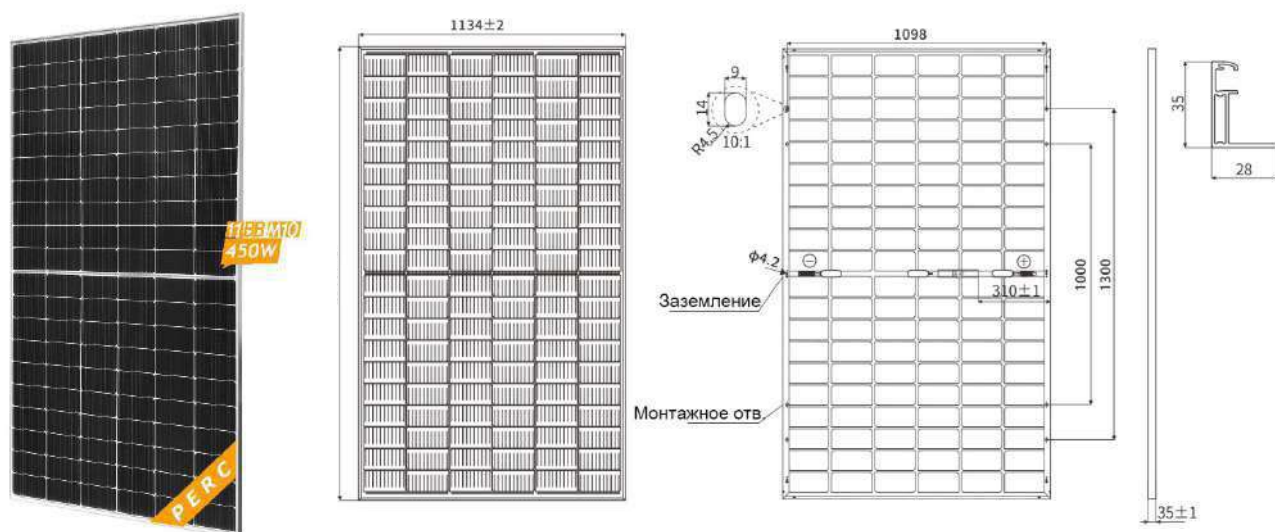 11BB M10
450W
PERC
1134±2
1098
9
14
R4.5
10:1
Φ4.2
Заземление
Монтажное отв.
310±1
1000
1300
35
28
35±1